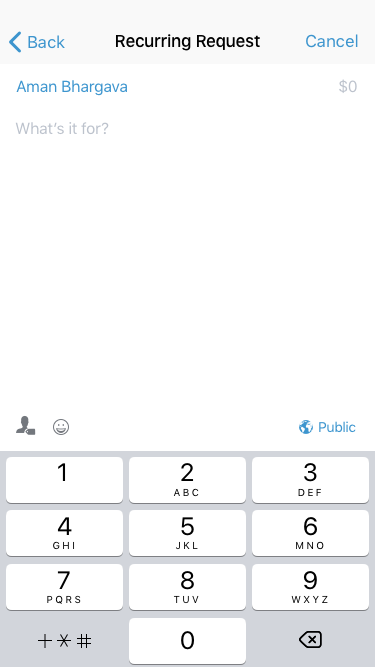 Back Recurring Request Cancel
Aman Bhargava $0
What's it for?
Public
1 2 3
ABC DEF
4 5 6
GHI JKL MNO
7 8 9
PQRS TUV WXYZ
+*# 0